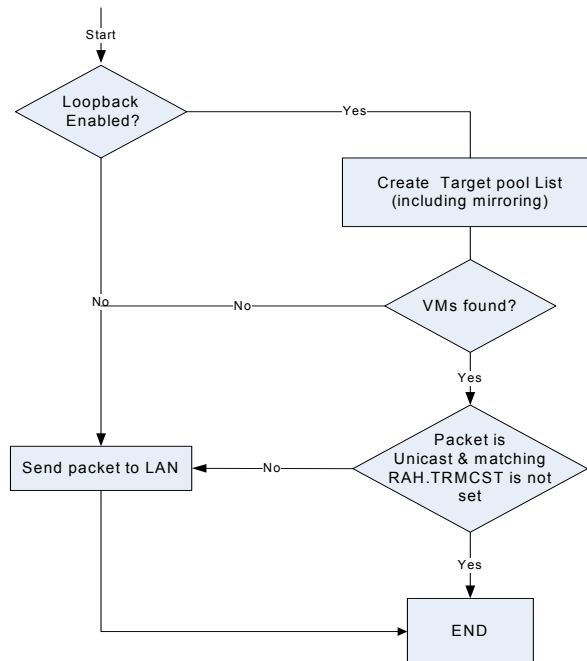 Start
Loopback
Enabled?
Yes
Create Target pool List
(including mirroring)
No
No
VMs found?
Yes
Packet is
Unicast & matching
RAH.TRMCST is not
set
Send packet to LAN
No
Yes
END